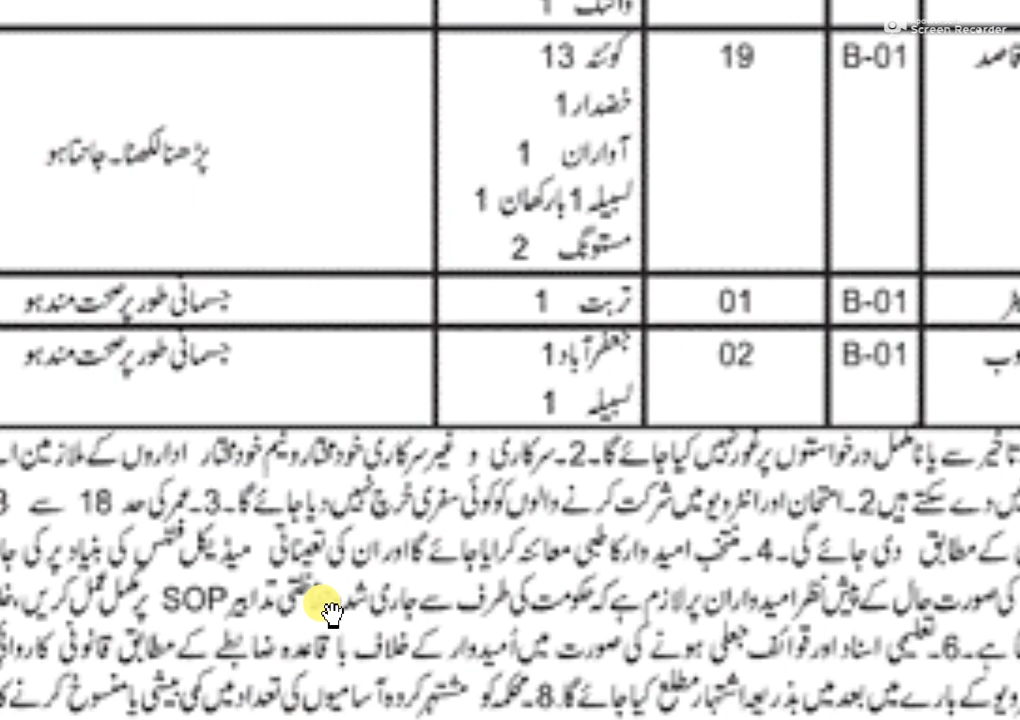 Screen Recorder
1
قاصد B-01 19 کوئٹہ 13
خضدار 1
آواران 1
پڑھنا لکھنا۔ جانتا ہو
لسبیلہ 1 بارکھان 1
مستونگ 2
B-01 01 تربت 1 جسمانی طور پر صحت مند ہو
B-01 02 جعفرآباد 1 جسمانی طور پر صحت مند ہو
لسبیلہ 1
تاخیر سے یا نامکمل درخواستوں پر غور نہیں کیا جائے گا۔2۔سرکاری و غیر سرکاری خود مختار و نیم خود مختار اداروں کے ملازمین
دے سکتے ہیں 2۔امتحان اور انٹرویو میں شرکت کرنے والوں کو کوئی سفری خرچ نہیں دیا جائے گا۔3۔عمر کی حد 18 سے
کے مطابق دی جائے گی۔4۔منتخب امیدوار کا طبی معائنہ کرایا جائے گا اور ان کی تعیناتی میڈیکل فٹنس کی بنیاد پر کی
کی صورت حال کے پیش نظر امیدواران پر لازم ہے کہ حکومت کی طرف سے جاری تدابیر SOP پر مکمل عمل کریں،
ہے۔6۔تعلیمی اسناد اور قوائف جعلی ہونے کی صورت میں اُمیدوار کے خلاف با قاعدہ ضابطے کے مطابق قانونی کاروائی
کے بارے میں بعد میں بذریعہ اشتہار مطلع کیا جائے گا.8۔محکمہ کو مشتہر کردہ آسامیوں کی تعداد میں کمی بیشی یا منسوخ کرنے